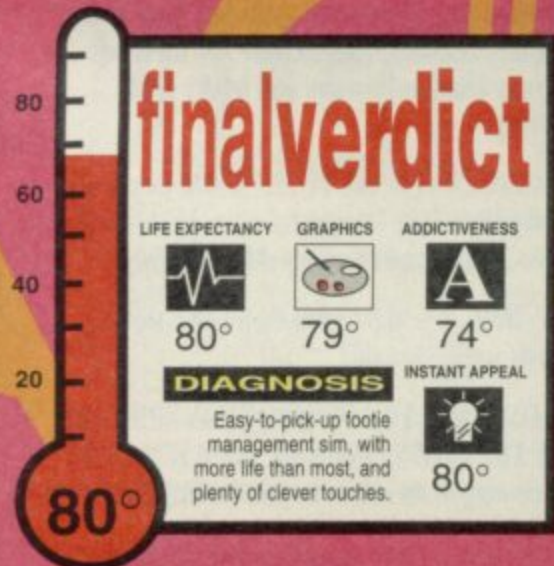 80
60
40
20
80°
finalverdict
LIFE EXPECTANCY GRAPHICS ADDICTIVENESS
A
80° 79° 74°
DIAGNOSIS
Easy-to-pick-up footie
management sim, with
more life than most, and
plenty of clever touches.
INSTANT APPEAL
80°